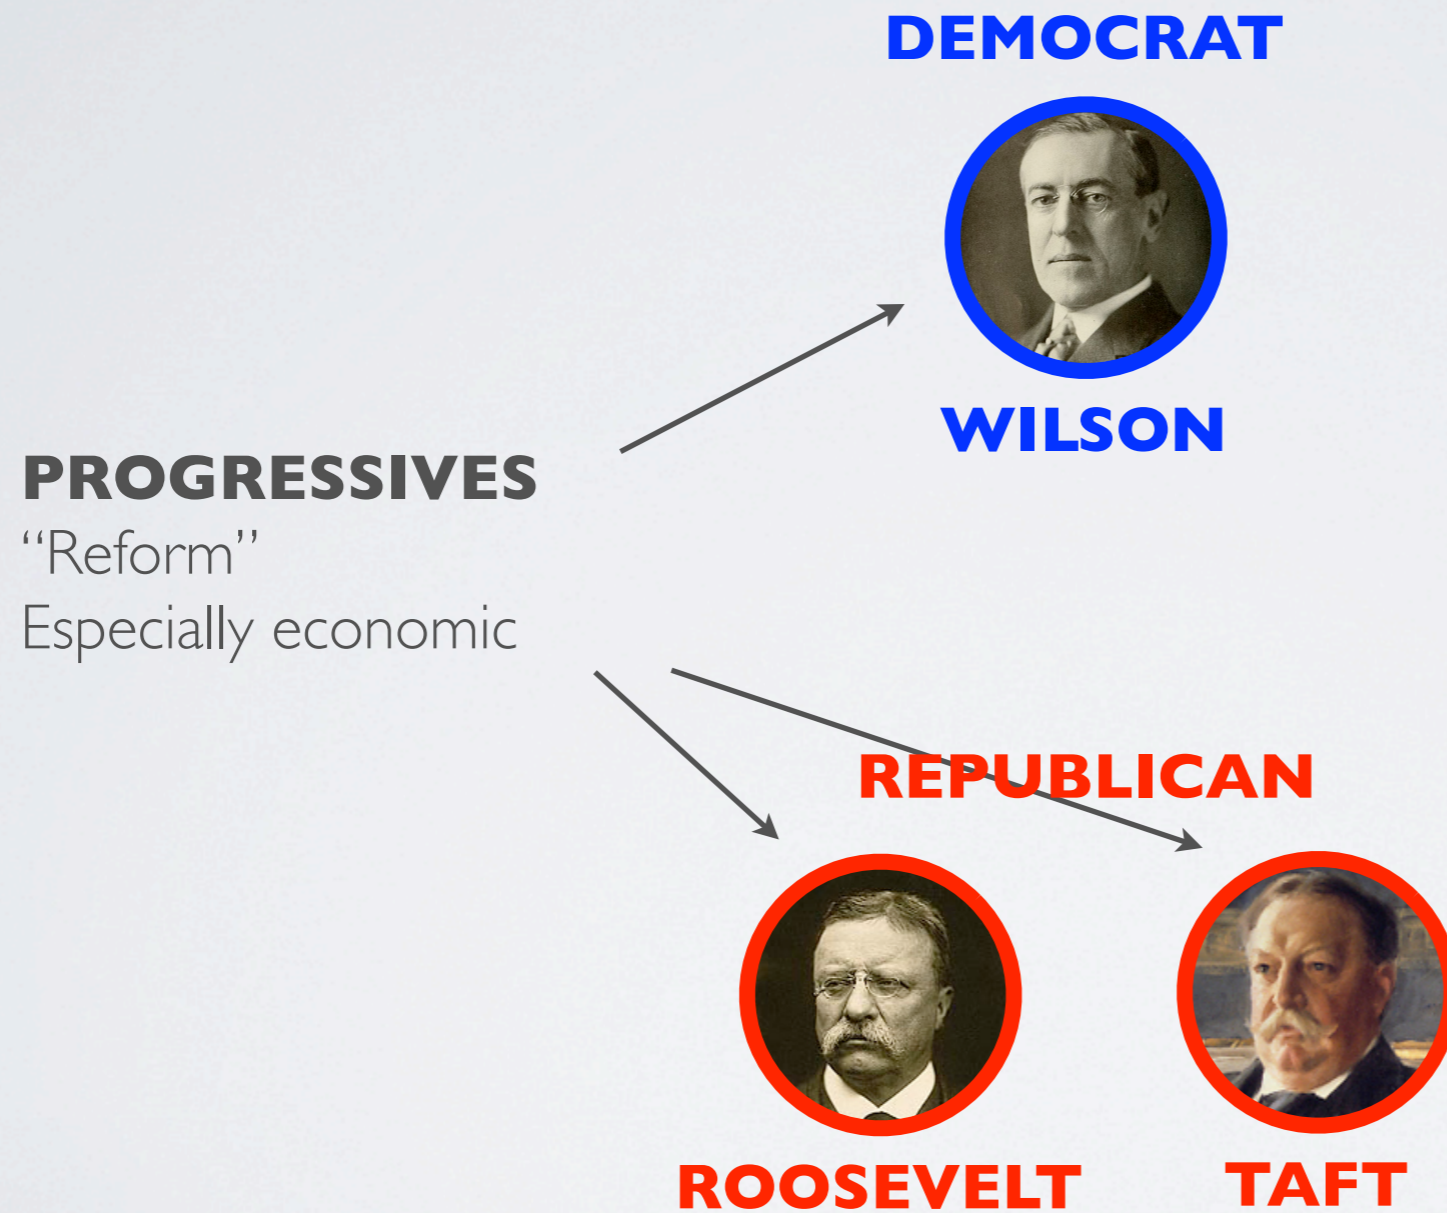 DEMOCRAT
WILSON
PROGRESSIVES
“Reform”
Especially economic
REPUBLICAN
ROOSEVELT
TAFT